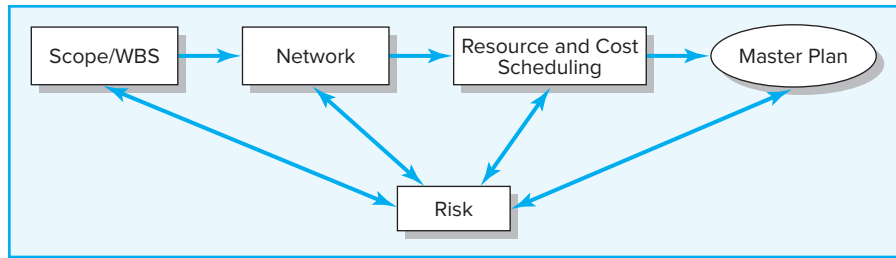 Scope/WBS
Network
Resource and Cost
Scheduling
Master Plan
Risk